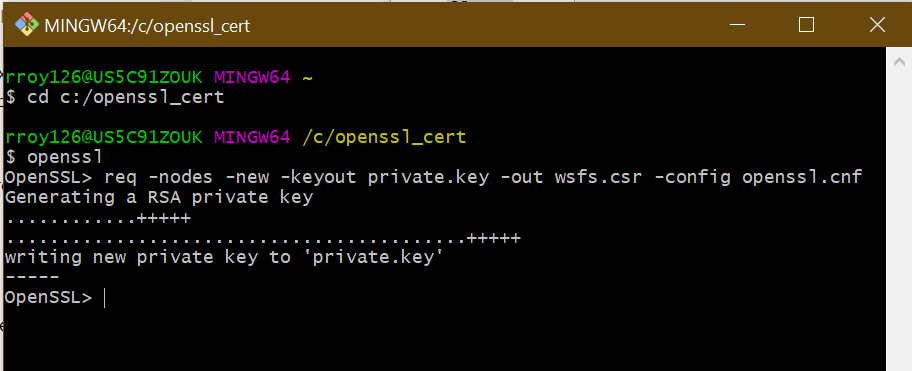 MINGW64:/c/openssl_cert
rroy126@US5C91ZOUK MINGW64 ~
$ cd c:/openssl_cert
rroy126@US5C91ZOUK MINGW64 /c/openssl_cert
$ openssl
OpenSSL> req -nodes -new -keyout private.key -out wsfs.csr -config openssl.cnf
Generating a RSA private key
............+++++
...........................................+++++
writing new private key to 'private.key'
-----
OpenSSL>